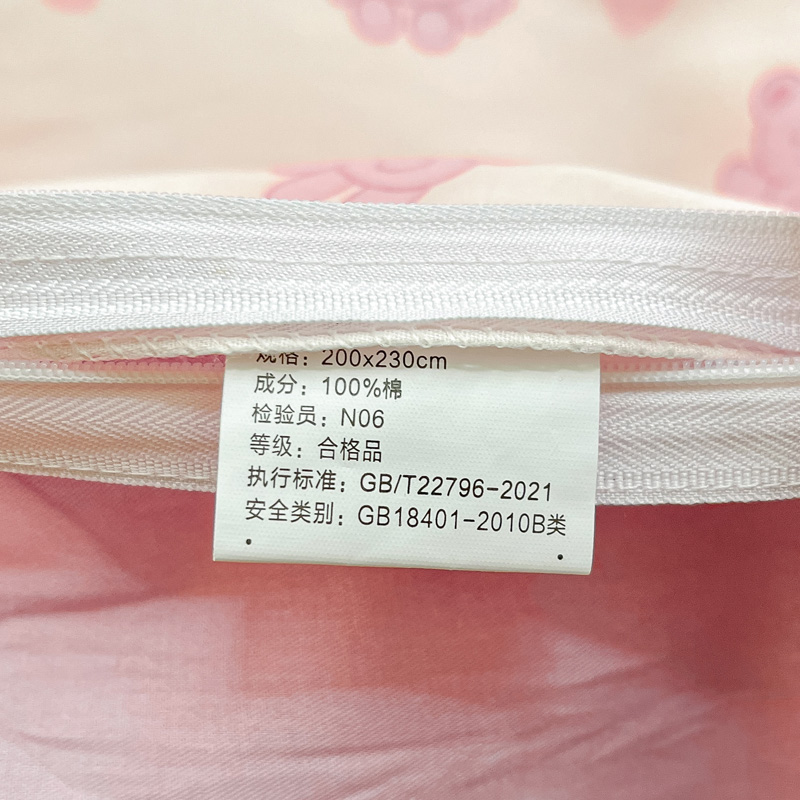 规格：200x230cm
成分：100%棉
检验员：N06
等级：合格品
执行标准：GB/T22796-2021
安全类别：GB18401-2010B类